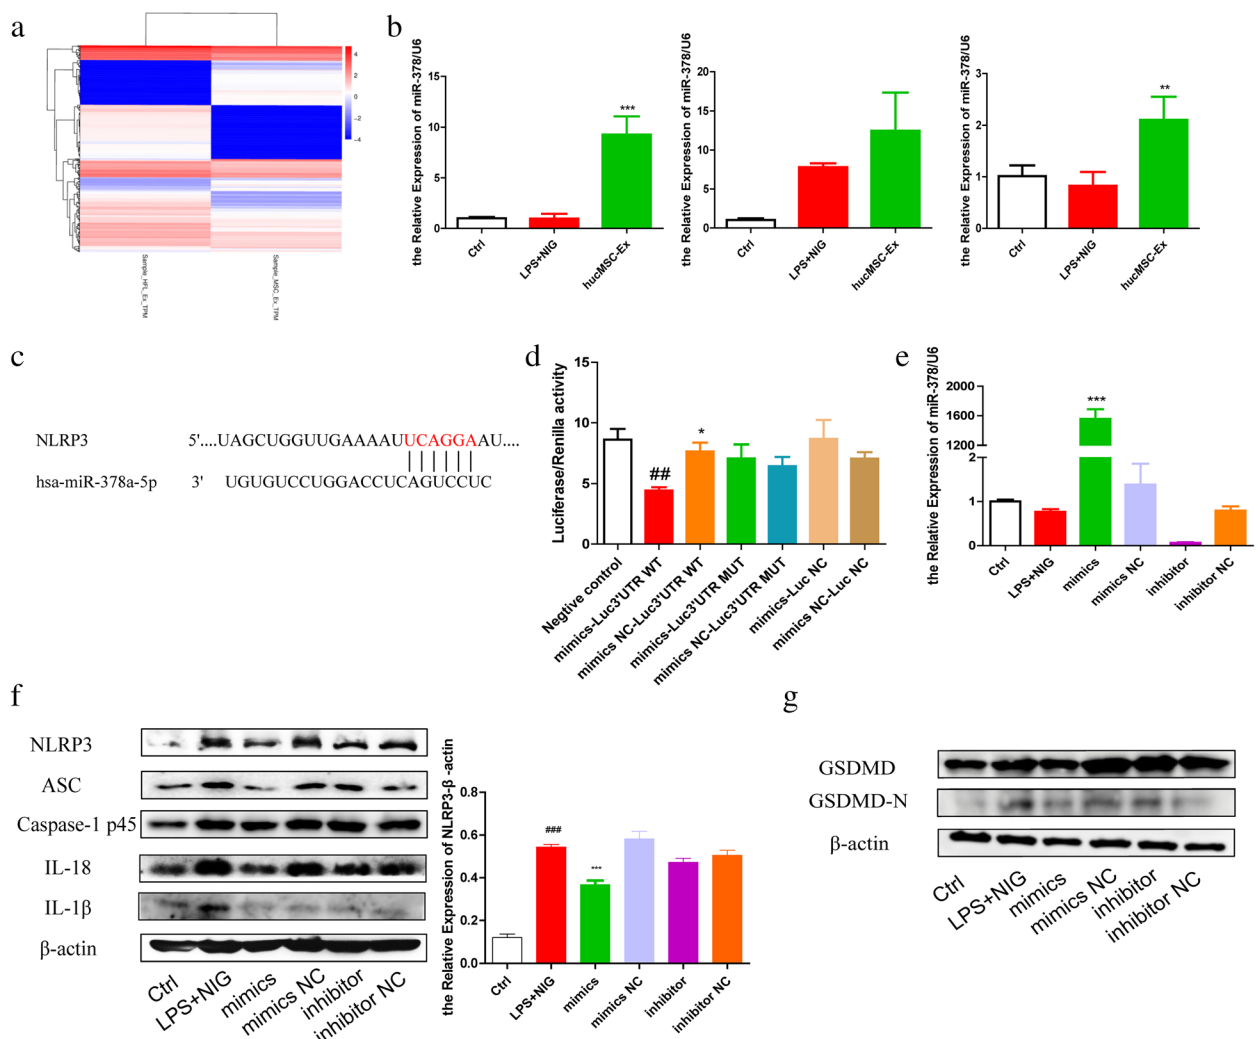 a
4
2
0
−2
−4
Sample_HFL_Ex_TPM
Sample_MSC_Ex_TPM
b
the Relative Expression of miR-378/U6
15
10
5
0
***
Ctrl
LPS+NIG
hucMSC-Ex
the Relative Expression of miR-378/U6
20
15
10
5
0
Ctrl
LPS+NIG
hucMSC-Ex
the Relative Expression of miR-378/U6
3
2
1
0
**
Ctrl
LPS+NIG
hucMSC-Ex
c
NLRP3 5'....UAGCUGGUUGAAAAUUCAGGAAU....
hsa-miR-378a-5p 3' UGUGUCCUGGACCUCAGUCCUC
d
Luciferase/Renilla activity
15
10
5
0
##
*
Negtive control
mimics-Luc3'UTR WT
mimics NC-Luc3'UTR WT
mimics-Luc3'UTR MUT
mimics NC-Luc3'UTR MUT
mimics-Luc NC
mimics NC-Luc NC
e
the Relative Expression of miR-378/U6
2000
1600
1200
2
1
0
***
Ctrl
LPS+NIG
mimics
mimics NC
inhibitor
inhibitor NC
f
NLRP3
ASC
Caspase-1 p45
IL-18
IL-1β
β-actin
Ctrl
LPS+NIG
mimics
mimics NC
inhibitor
inhibitor NC
the Relative Expression of NLRP3-β -actin
0.8
0.6
0.4
0.2
0.0
###
***
Ctrl
LPS+NIG
mimics
mimics NC
inhibitor
inhibitor NC
g
GSDMD
GSDMD-N
β-actin
Ctrl
LPS+NIG
mimics
mimics NC
inhibitor
inhibitor NC